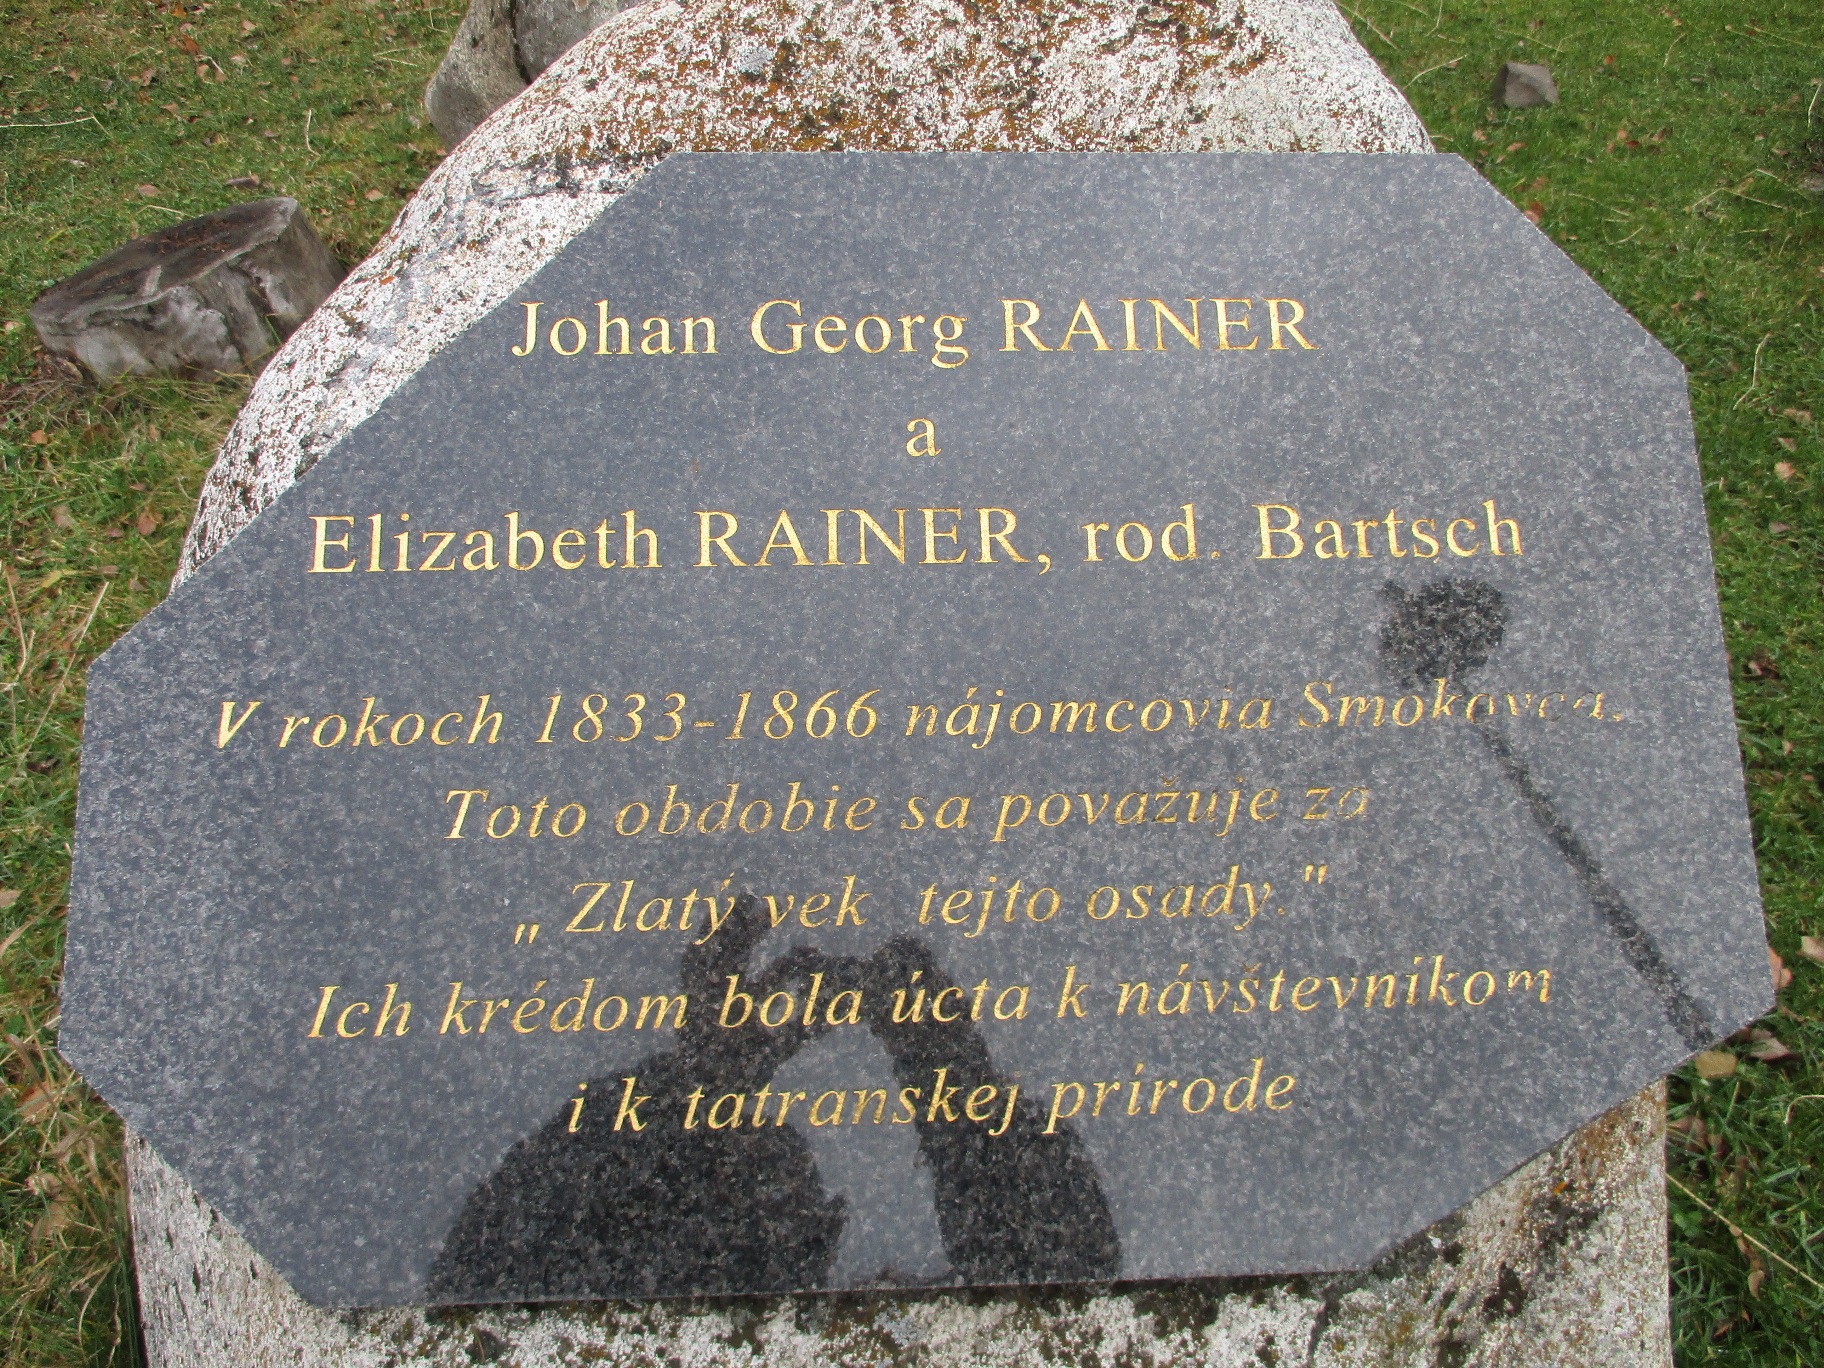 Johan Georg RAINER
a
Elizabeth RAINER, rod. Bartsch
V rokoch 1833-1866 nájomcovia Smokovca.
Toto obdobie sa považuje za
„ Zlatý vek tejto osady."
Ich krédom bola úcta k návštevníkom
i k tatranskej prírode